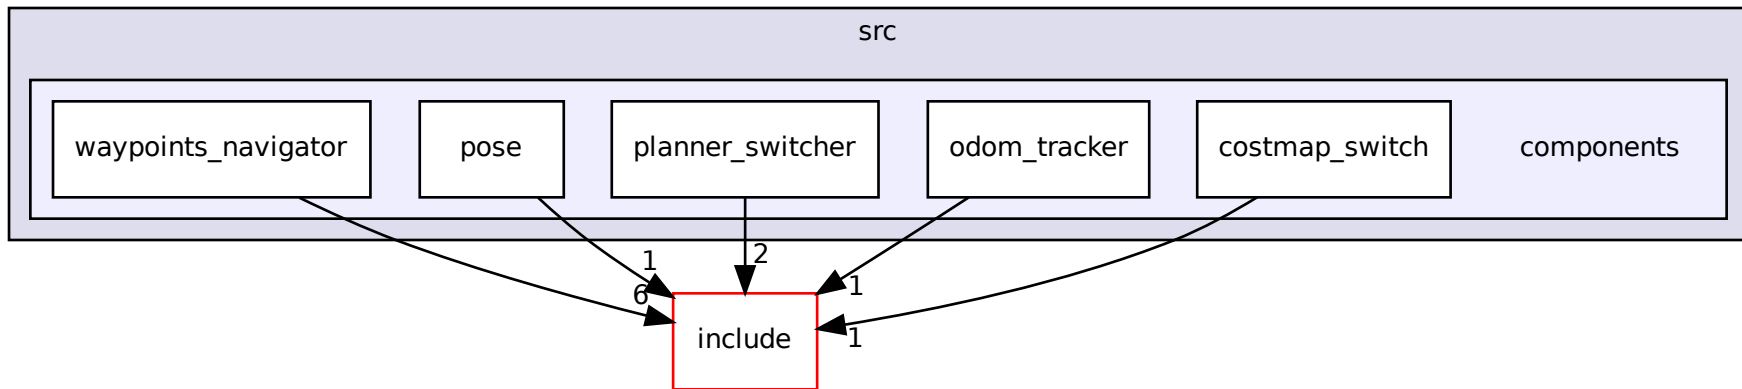 src
waypoints_navigator
pose
planner_switcher
odom_tracker
costmap_switch
components
1
2
6
1
1
include